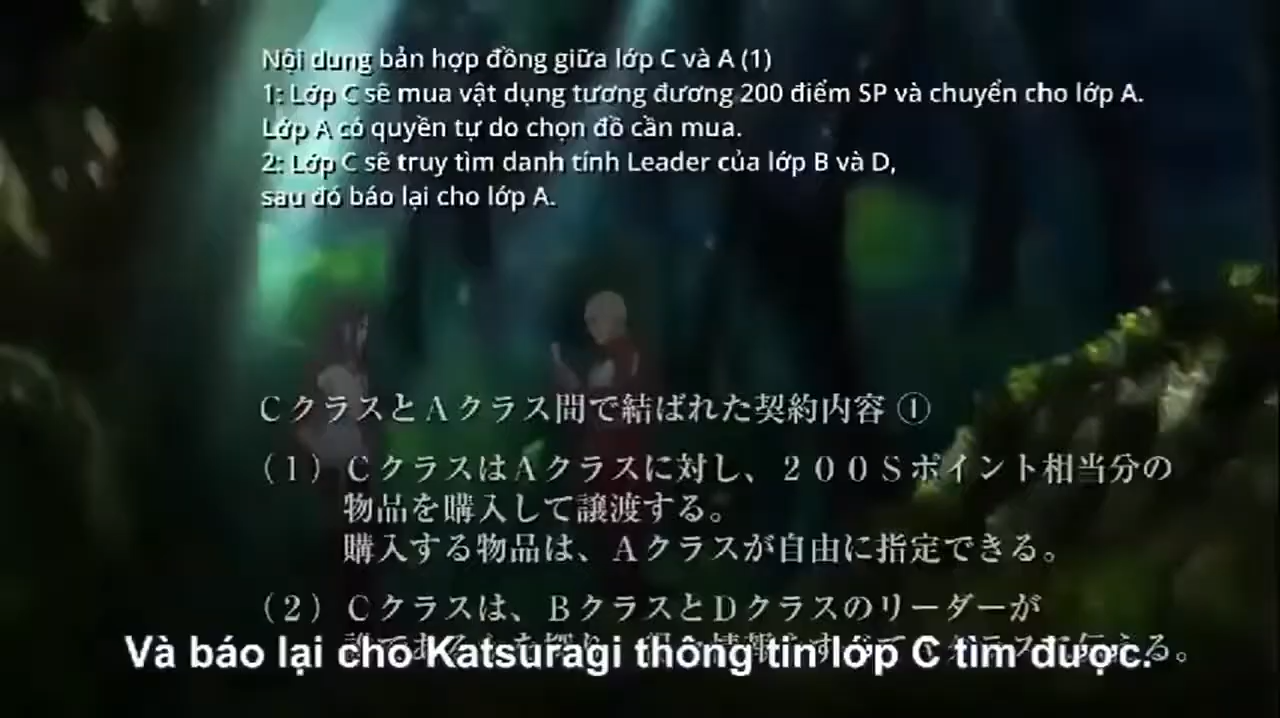 Nội dung bản hợp đồng giữa lớp C và A (1)
1: Lớp C sẽ mua vật dụng tương đương 200 điểm SP và chuyển cho lớp A.
Lớp A có quyền tự do chọn đồ cần mua.
2: Lớp C sẽ truy tìm danh tính Leader của lớp B và D,
sau đó báo lại cho lớp A.
CクラスとAクラス間で結ばれた契約内容 ①
(1) CクラスはAクラスに対し、200Sポイント相当分の
物品を購入して譲渡する。
購入する物品は、Aクラスが自由に指定できる。
(2) Cクラスは、BクラスとDクラスのリーダーが
える。
Và báo lại cho Katsuragi thông tin lớp C tìm được.